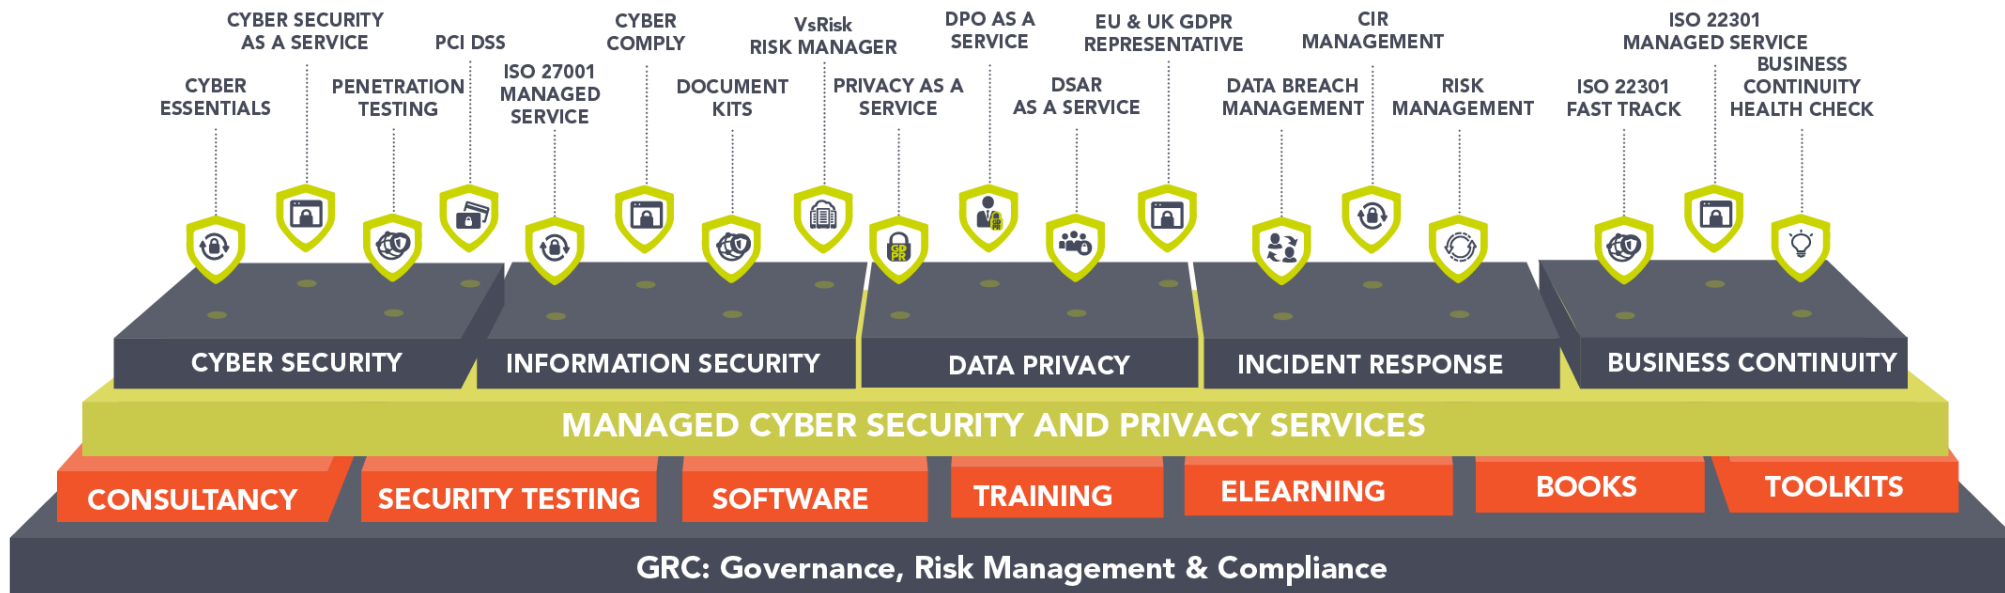 CYBER SECURITY
AS A SERVICE
PCI DSS
CYBER
COMPLY
VsRisk
RISK MANAGER
DPO AS A
SERVICE
EU & UK GDPR
REPRESENTATIVE
CIR
MANAGEMENT
ISO 22301
MANAGED SERVICE
CYBER
ESSENTIALS
PENETRATION
TESTING
ISO 27001
MANAGED
SERVICE
DOCUMENT
KITS
PRIVACY AS A
SERVICE
DSAR
AS A SERVICE
DATA BREACH
MANAGEMENT
RISK
MANAGEMENT
ISO 22301
FAST TRACK
BUSINESS
CONTINUITY
HEALTH CHECK
GD
PR
GD
PR
CYBER SECURITY
INFORMATION SECURITY
DATA PRIVACY
INCIDENT RESPONSE
BUSINESS CONTINUITY
MANAGED CYBER SECURITY AND PRIVACY SERVICES
CONSULTANCY
SECURITY TESTING
SOFTWARE
TRAINING
ELEARNING
BOOKS
TOOLKITS
GRC: Governance, Risk Management & Compliance